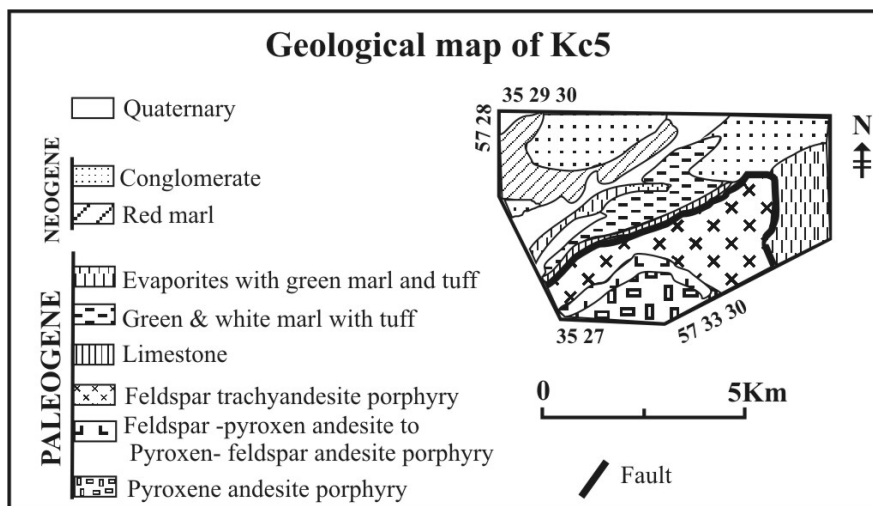 Geological map of Kc5
Quaternary
NEOGENE
Conglomerate
Red marl
PALEOGENE
Evaporites with green marl and tuff
Green & white marl with tuff
Limestone
Feldspar trachyandesite porphyry
Feldspar -pyroxen andesite to
Pyroxen- feldspar andesite porphyry
Pyroxene andesite porphyry
35 29 30
57 28
N
35 27
57 33 30
0 5Km
Fault